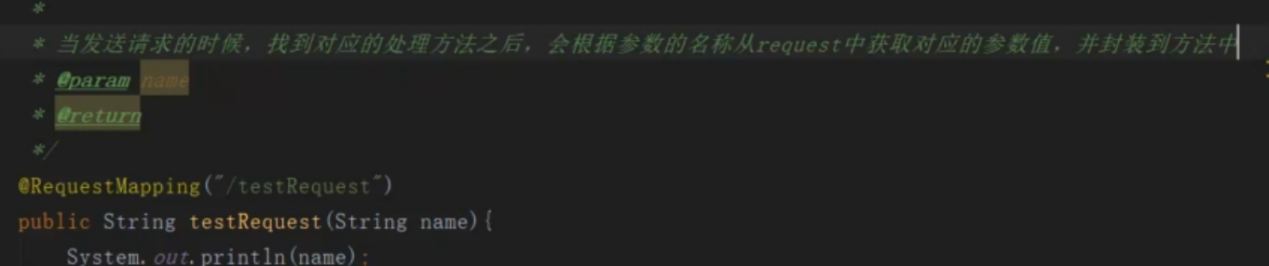 *
* 当发送请求的时候，找到对应的处理方法之后，会根据参数的名称从request中获取对应的参数值，并封装到方法中
* @param name
* @return
*/
@RequestMapping("/testRequest")
public String testRequest(String name){
System.out.println(name);